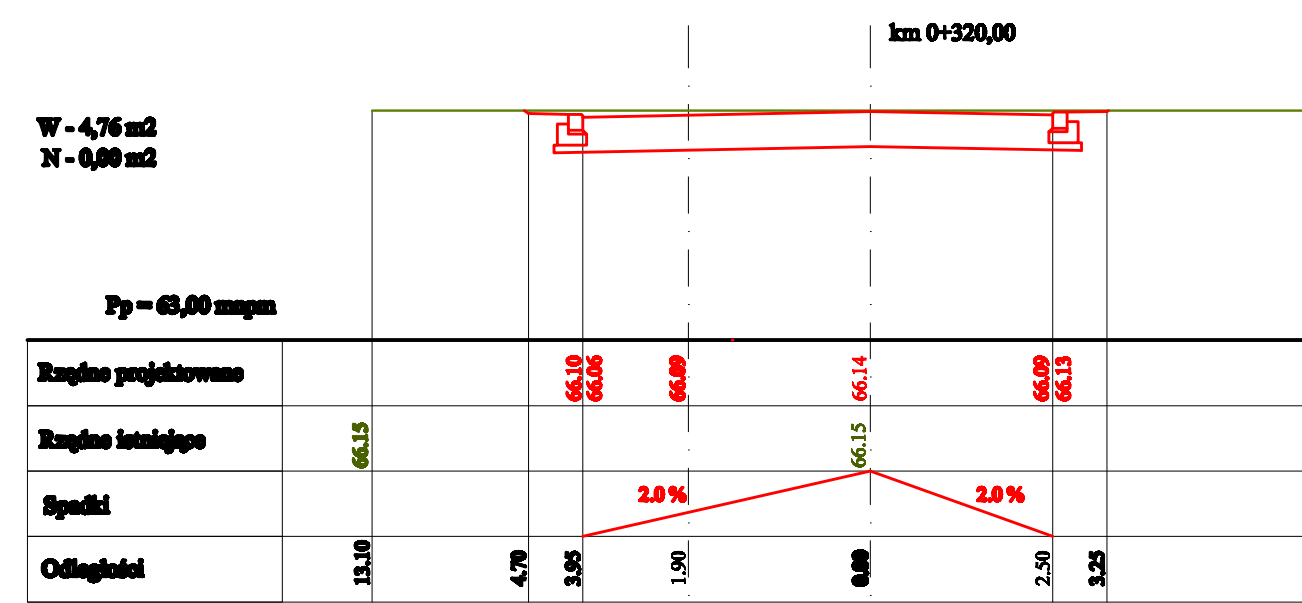 km 0+320,00
W - 4,76 m2
N - 0,00 m2
Pp = 63,00 mnpm
Rzędne projektowane
66.10
66.06
66.09
66.14
66.09
66.13
Rzędne istniejące
66.15
66.15
Spadki
2.0 %
2.0 %
Odległości
13.10
4.70
3.95
1.90
0.00
2.50
3.25